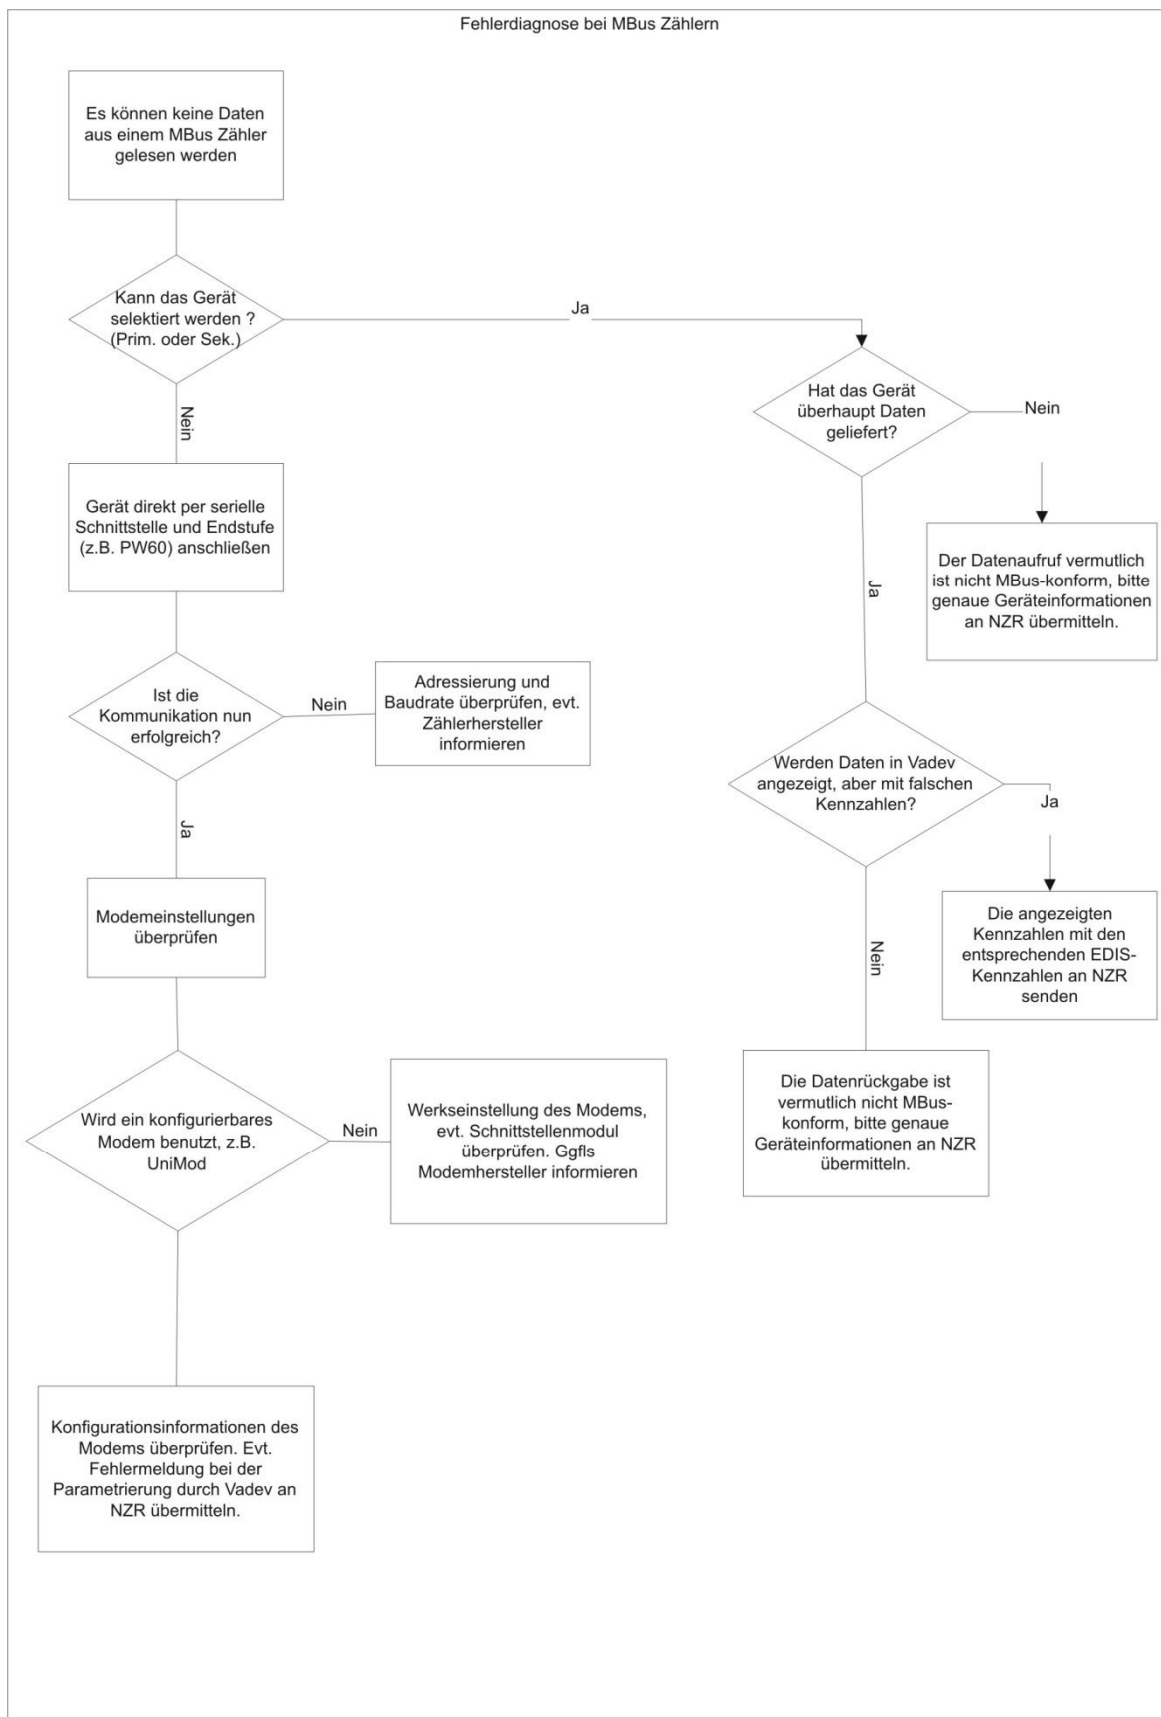 Fehlerdiagnose bei MBus Zählern
Es können keine Daten
aus einem MBus Zähler
gelesen werden
Kann das Gerät
selektiert werden ?
(Prim. oder Sek.)
Ja
Nein
Hat das Gerät
überhaupt Daten
geliefert?
Nein
Gerät direkt per serielle
Schnittstelle und Endstufe
(z.B. PW60) anschließen
Der Datenaufruf vermutlich
ist nicht MBus-konform, bitte
genaue Geräteinformationen
an NZR übermitteln.
Ja
Ist die
Kommunikation nun
erfolgreich?
Nein
Adressierung und
Baudrate überprüfen, evt.
Zählerhersteller
informieren
Werden Daten in Vadev
angezeigt, aber mit falschen
Kennzahlen?
Ja
Ja
Modemeinstellungen
überprüfen
Die angezeigten
Kennzahlen mit den
entsprechenden EDIS-
Kennzahlen an NZR
senden
Nein
Wird ein konfigurierbares
Modem benutzt, z.B.
UniMod
Nein
Werkseinstellung des Modems,
evt. Schnittstellenmodul
überprüfen. Ggfls
Modemhersteller informieren
Die Datenrückgabe ist
vermutlich nicht MBus-
konform, bitte genaue
Geräteinformationen an NZR
übermitteln.
Konfigurationsinformationen des
Modems überprüfen. Evt.
Fehlermeldung bei der
Parametrierung durch Vadev an
NZR übermitteln.